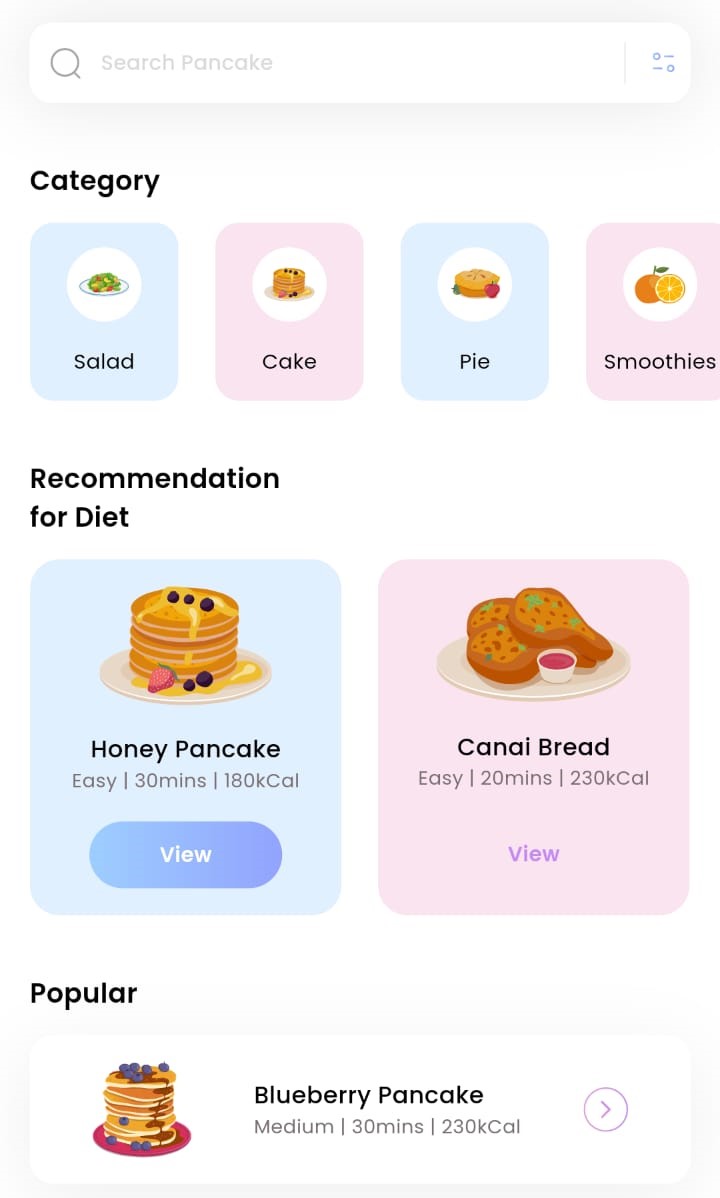 Search Pancake
Category
Salad
Cake
Pie
Smoothies
Recommendation
for Diet
Honey Pancake
Easy | 30mins | 180kCal
View
Canai Bread
Easy | 20mins | 230kCal
View
Popular
Blueberry Pancake
Medium | 30mins | 230kCal